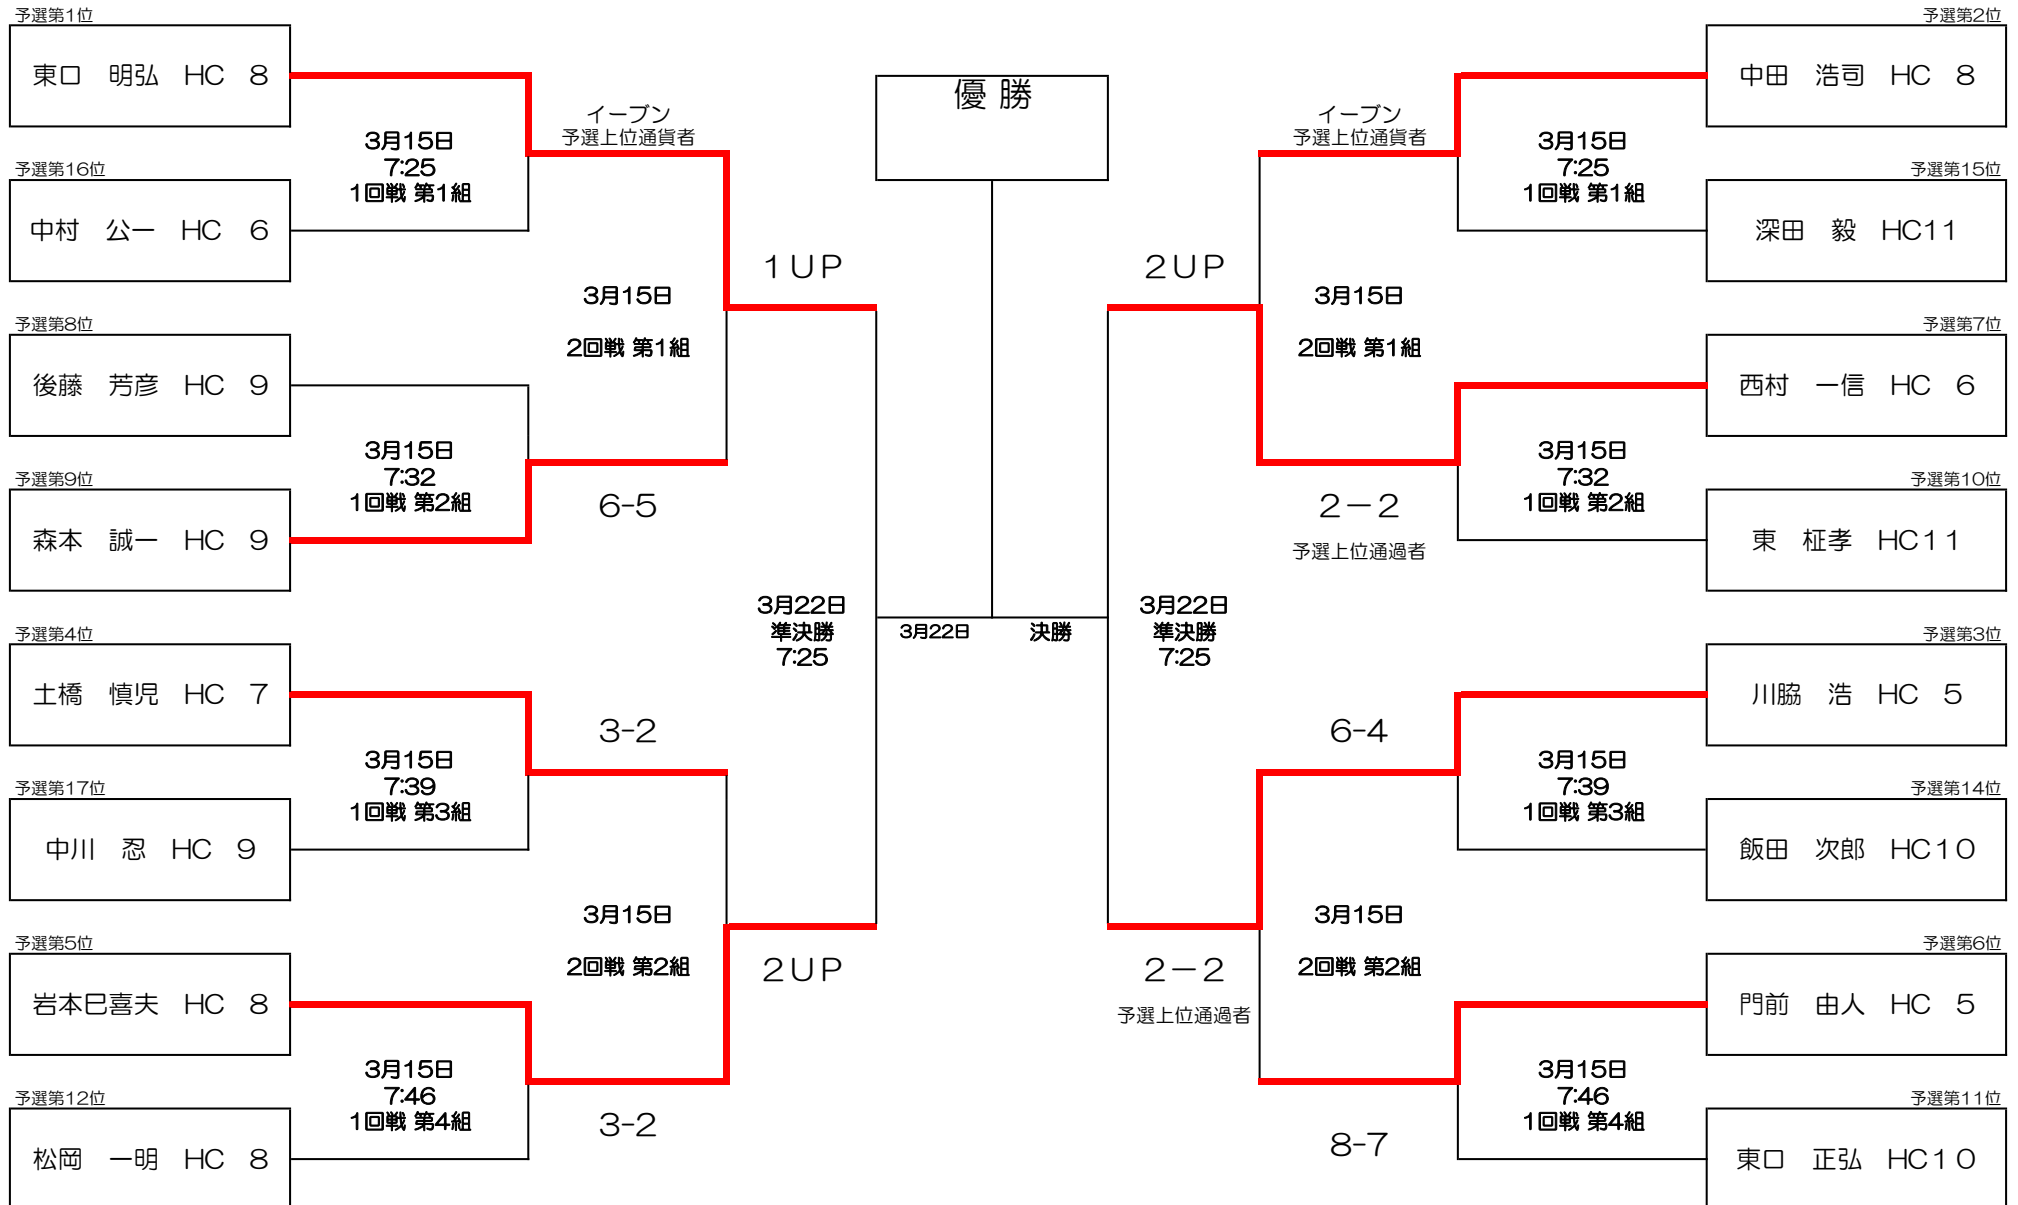 予選第1位
東口　明弘　HC　8
3月15日
7:25
1回戦 第1組
予選第16位
中村　公一　HC　6
イーブン
予選上位通貨者
予選第8位
後藤　芳彦　HC　9
3月15日
7:32
1回戦 第2組
予選第9位
森本　誠一　HC　9
6-5
3月15日
2回戦 第1組
1UP
予選第4位
土橋　慎児　HC　7
3月15日
7:39
1回戦 第3組
予選第17位
中川　忍　HC　9
3-2
予選第5位
岩本巳喜夫　HC　8
3月15日
7:46
1回戦 第4組
予選第12位
松岡　一明　HC　8
3-2
3月15日
2回戦 第2組
2UP
3月22日
準決勝
7:25
優 勝
3月22日　決勝
3月22日
準決勝
7:25
2UP
3月15日
2回戦 第1組
イーブン
予選上位通貨者
3月15日
7:25
1回戦 第1組
予選第2位
中田　浩司　HC　8
予選第15位
深田　毅　HC11
2－2
予選上位通過者
3月15日
7:32
1回戦 第2組
予選第7位
西村　一信　HC　6
予選第10位
東　柾孝　HC11
6-4
3月15日
7:39
1回戦 第3組
予選第3位
川脇　浩　HC　5
予選第14位
飯田　次郎　HC10
2－2
予選上位通過者
3月15日
2回戦 第2組
8-7
3月15日
7:46
1回戦 第4組
予選第6位
門前　由人　HC　5
予選第11位
東口　正弘　HC10